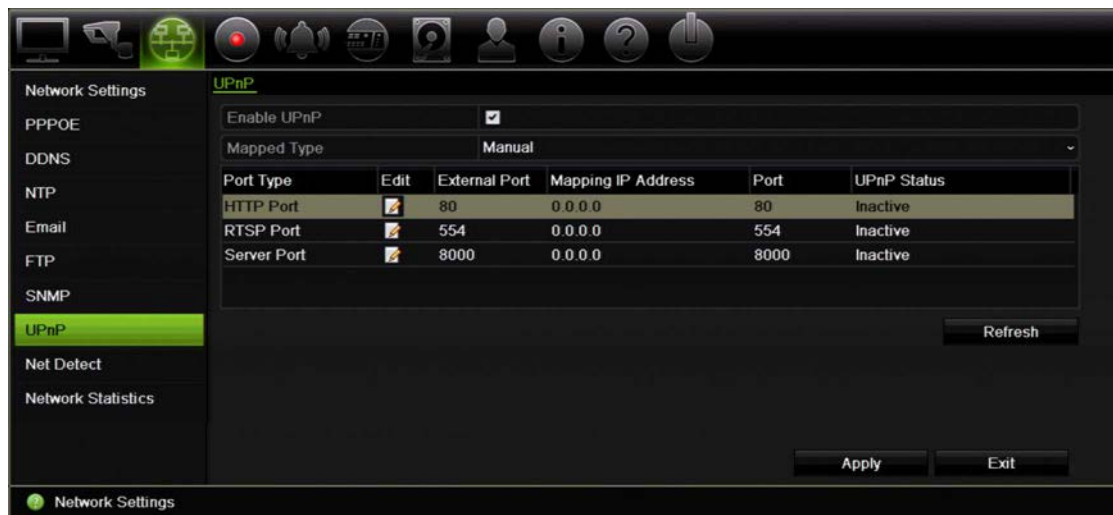 UPnP
Network Settings
PPPOE
DDNS
NTP
Email
FTP
SNMP
UPnP
Net Detect
Network Statistics
Enable UPnP
Mapped Type Manual
Port Type Edit External Port Mapping IP Address Port UPnP Status
HTTP Port 80 0.0.0.0 80 Inactive
RTSP Port 554 0.0.0.0 554 Inactive
Server Port 8000 0.0.0.0 8000 Inactive
Refresh
Apply Exit
Network Settings